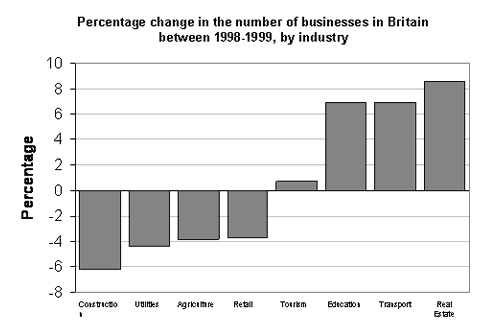 Percentage change in the number of businesses in Britain
between 1998-1999, by industry
Percentage
10
8
6
4
2
0
-2
-4
-6
-8
Constructio
n
Utilities
Agriculture
Retail
Tourism
Education
Transport
Real
Estate